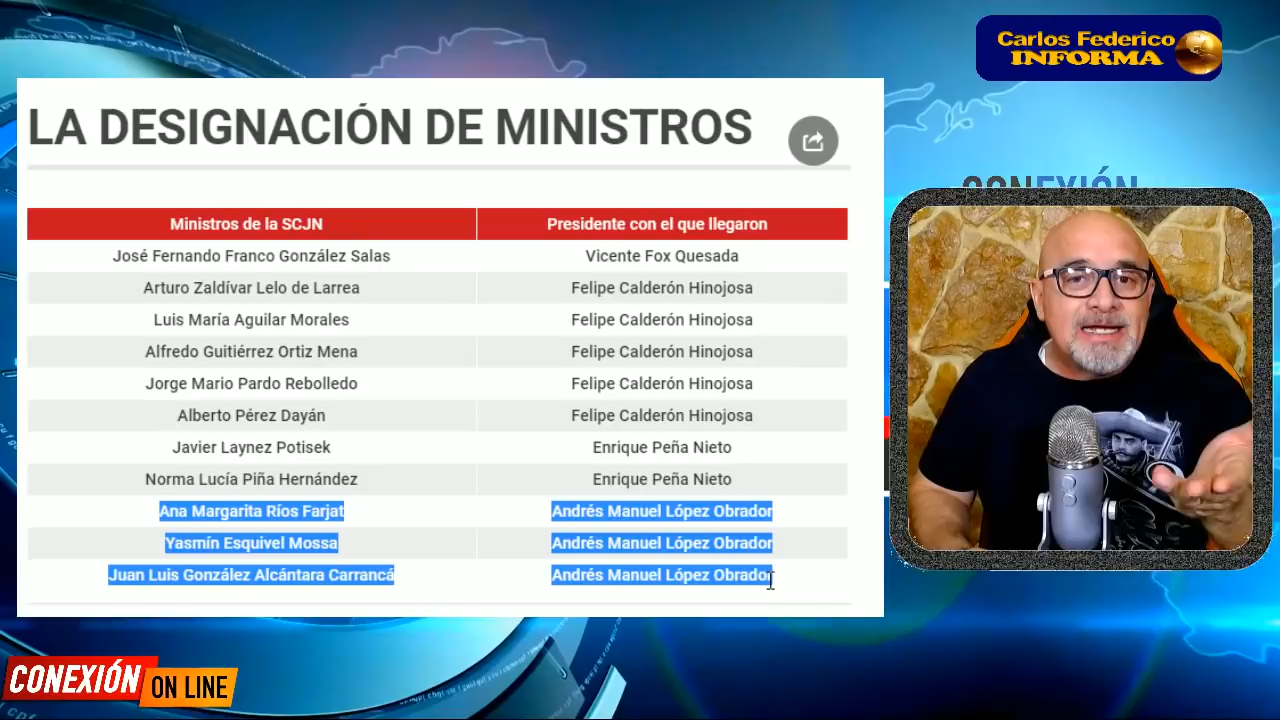 Carlos Federico
INFORMA
LA DESIGNACIÓN DE MINISTROS
CONEXIÓN
Ministros de la SCJN Presidente con el que llegaron
José Fernando Franco González Salas Vicente Fox Quesada
Arturo Zaldívar Lelo de Larrea Felipe Calderón Hinojosa
Luis María Aguilar Morales Felipe Calderón Hinojosa
Alfredo Guitiérrez Ortiz Mena Felipe Calderón Hinojosa
Jorge Mario Pardo Rebolledo Felipe Calderón Hinojosa
Alberto Pérez Dayán Felipe Calderón Hinojosa
Javier Laynez Potisek Enrique Peña Nieto
Norma Lucía Piña Hernández Enrique Peña Nieto
Ana Margarita Ríos Farjat Andrés Manuel López Obrador
Yasmín Esquivel Mossa Andrés Manuel López Obrador
Juan Luis González Alcántara Carrancá Andrés Manuel López Obrador
CONEXIÓN
ON LINE